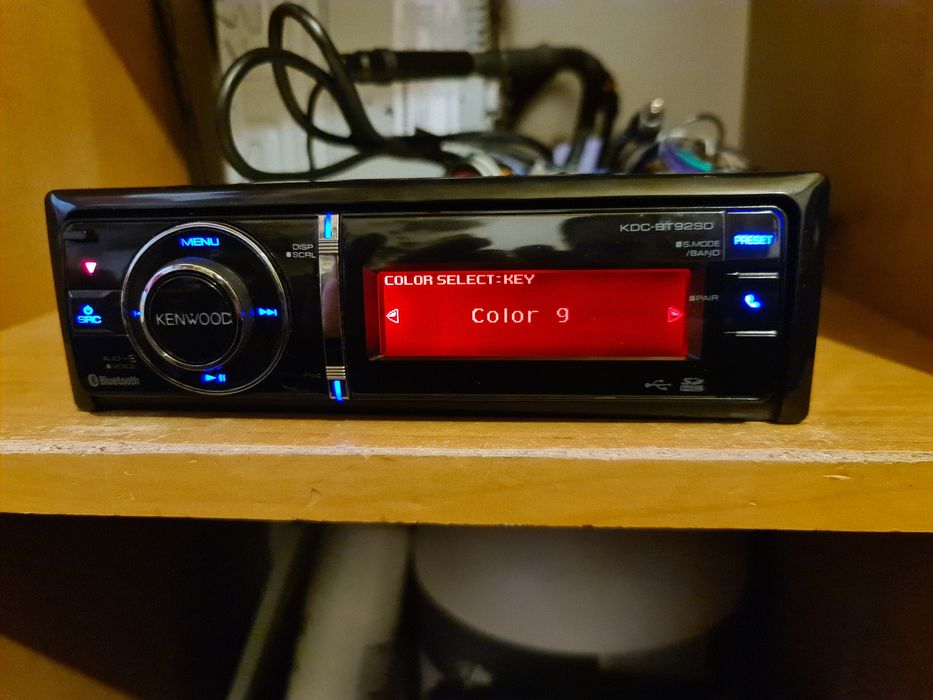 MENU
DISP
SCRL
SRC
KENWOOD
AUD
VOICE
Bluetooth
COLOR SELECT:KEY
Color 9
KDC-BT92SD
S.MODE
/BAND
PRESET
PAIR